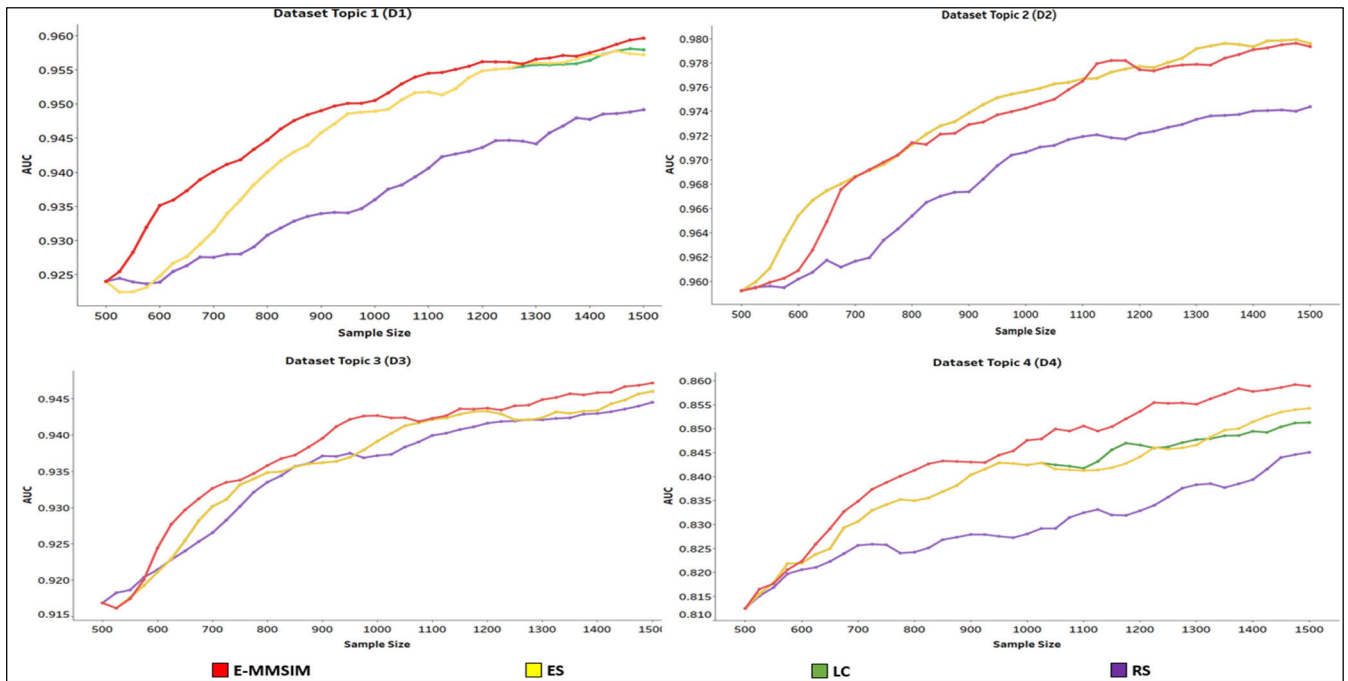 Dataset Topic 1 (D1)
0.960
0.955
0.950
0.945
0.940
0.935
0.930
0.925
AUC
500 600 700 800 900 1000 1100 1200 1300 1400 1500
Sample Size
Dataset Topic 2 (D2)
0.980
0.978
0.976
0.974
0.972
0.970
0.968
0.966
0.964
0.962
0.960
AUC
500 600 700 800 900 1000 1100 1200 1300 1400 1500
Sample Size
Dataset Topic 3 (D3)
0.945
0.940
0.935
0.930
0.925
0.920
0.915
AUC
500 600 700 800 900 1000 1100 1200 1300 1400 1500
Sample Size
Dataset Topic 4 (D4)
0.860
0.855
0.850
0.845
0.840
0.835
0.830
0.825
0.820
0.815
0.810
AUC
500 600 700 800 900 1000 1100 1200 1300 1400 1500
Sample Size
E-MMSIM ES LC RS